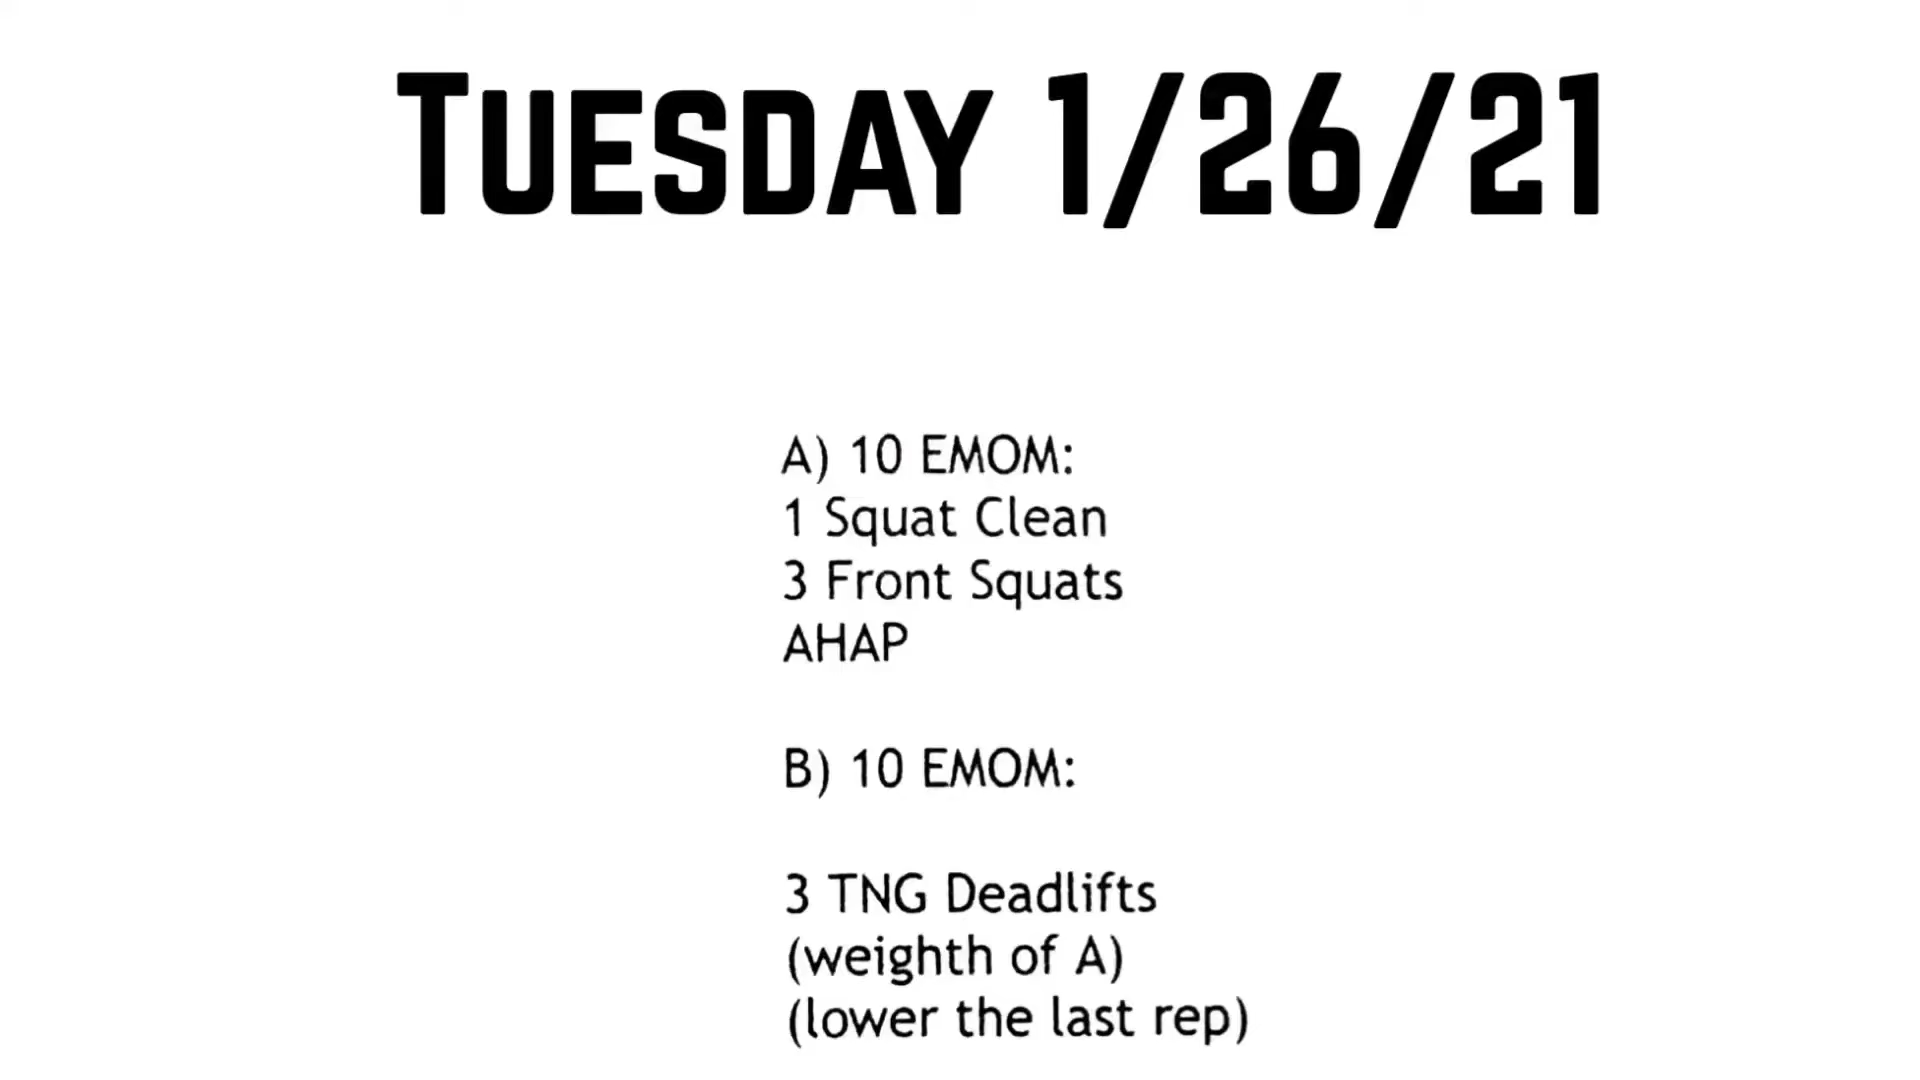 TUESDAY 1/26/21
A) 10 EMOM:
1 Squat Clean
3 Front Squats
AHAP
B) 10 EMOM:
3 TNG Deadlifts
(weighth of A)
(lower the last rep)